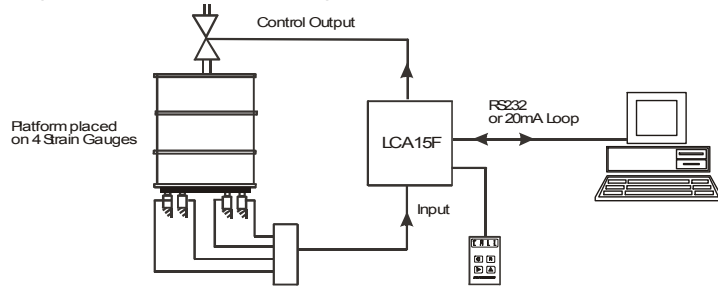 Control Output
Platform placed
on 4 Strain Gauges
LCA15F
RS232
or 20mA Loop
Input